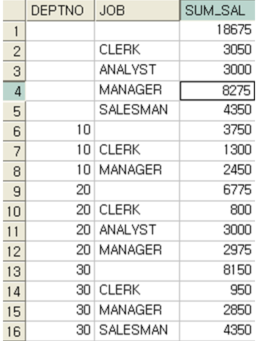 DEPTNO JOB SUM_SAL
1 18675
2 CLERK 3050
3 ANALYST 3000
4 MANAGER 8275
5 SALESMAN 4350
6 10 3750
7 10 CLERK 1300
8 10 MANAGER 2450
9 20 6775
10 20 CLERK 800
11 20 ANALYST 3000
12 20 MANAGER 2975
13 30 8150
14 30 CLERK 950
15 30 MANAGER 2850
16 30 SALESMAN 4350